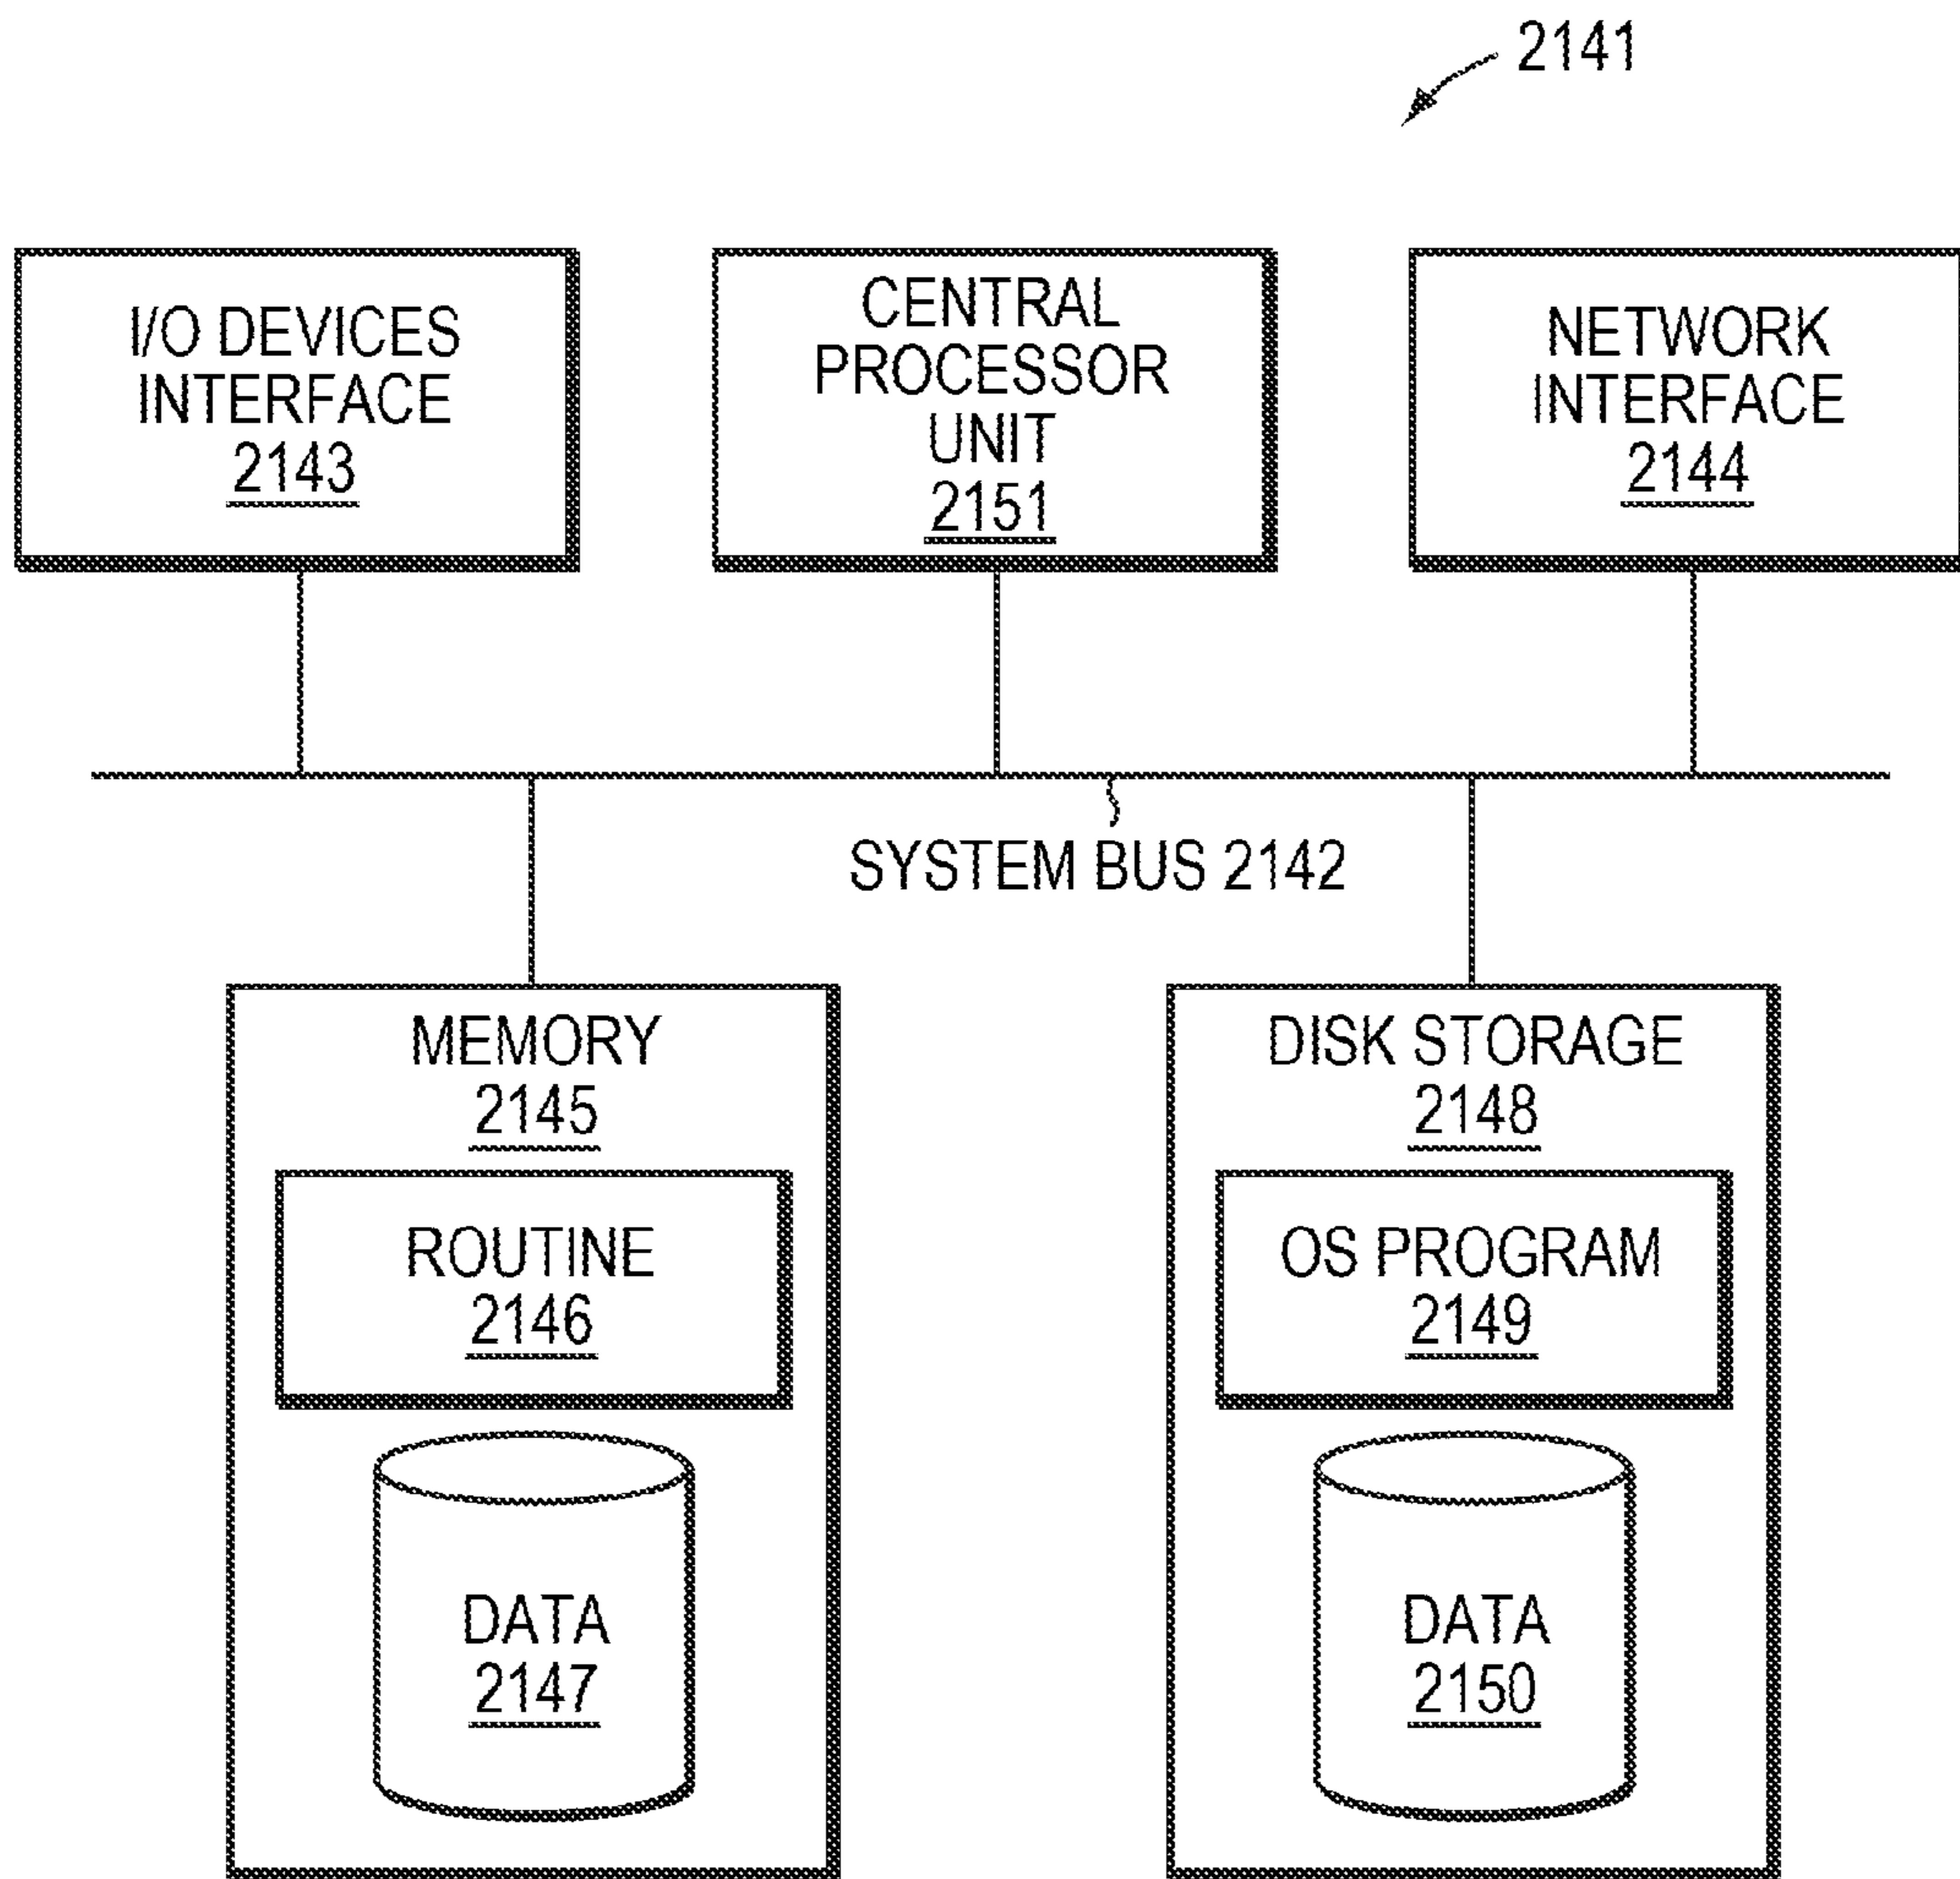 2141
I/O DEVICES
INTERFACE
2143
CENTRAL
PROCESSOR
UNIT
2151
NETWORK
INTERFACE
2144
SYSTEM BUS 2142
MEMORY
2145
ROUTINE
2146
DATA
2147
DISK STORAGE
2148
OS PROGRAM
2149
DATA
2150